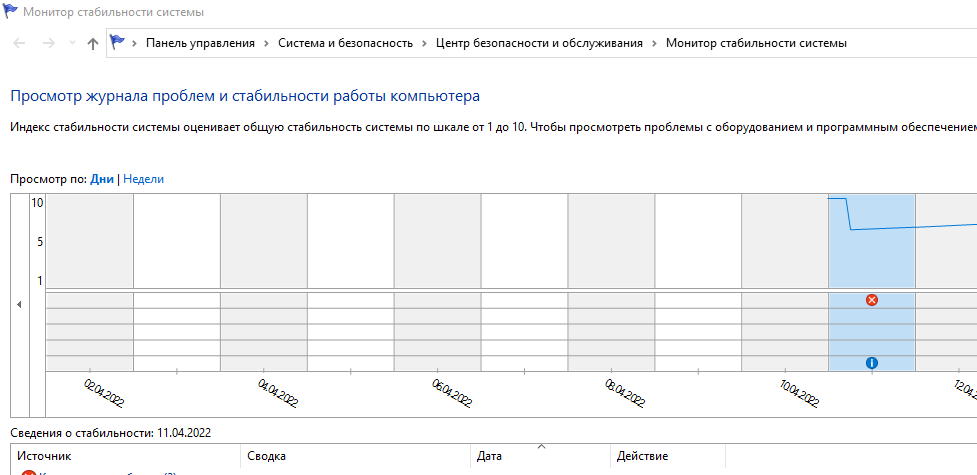 Монитор стабильности системы
Панель управления > Система и безопасность > Центр безопасности и обслуживания > Монитор стабильности системы
Просмотр журнала проблем и стабильности работы компьютера
Индекс стабильности системы оценивает общую стабильность системы по шкале от 1 до 10. Чтобы просмотреть проблемы с оборудованием и программным обеспечением
Просмотр по: Дни | Недели
10
5
1
02.04.2022 04.04.2022 06.04.2022 08.04.2022 10.04.2022 12.04
Сведения о стабильности: 11.04.2022
Источник Сводка Дата Действие